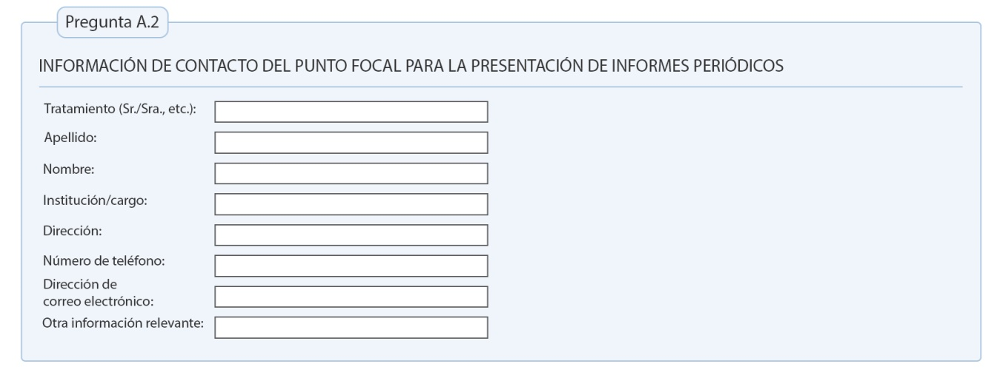 Pregunta A.2
INFORMACIÓN DE CONTACTO DEL PUNTO FOCAL PARA LA PRESENTACIÓN DE INFORMES PERIÓDICOS
Tratamiento (Sr./Sra., etc.):
Apellido:
Nombre:
Institución/cargo:
Dirección:
Número de teléfono:
Dirección de
correo electrónico:
Otra información relevante: